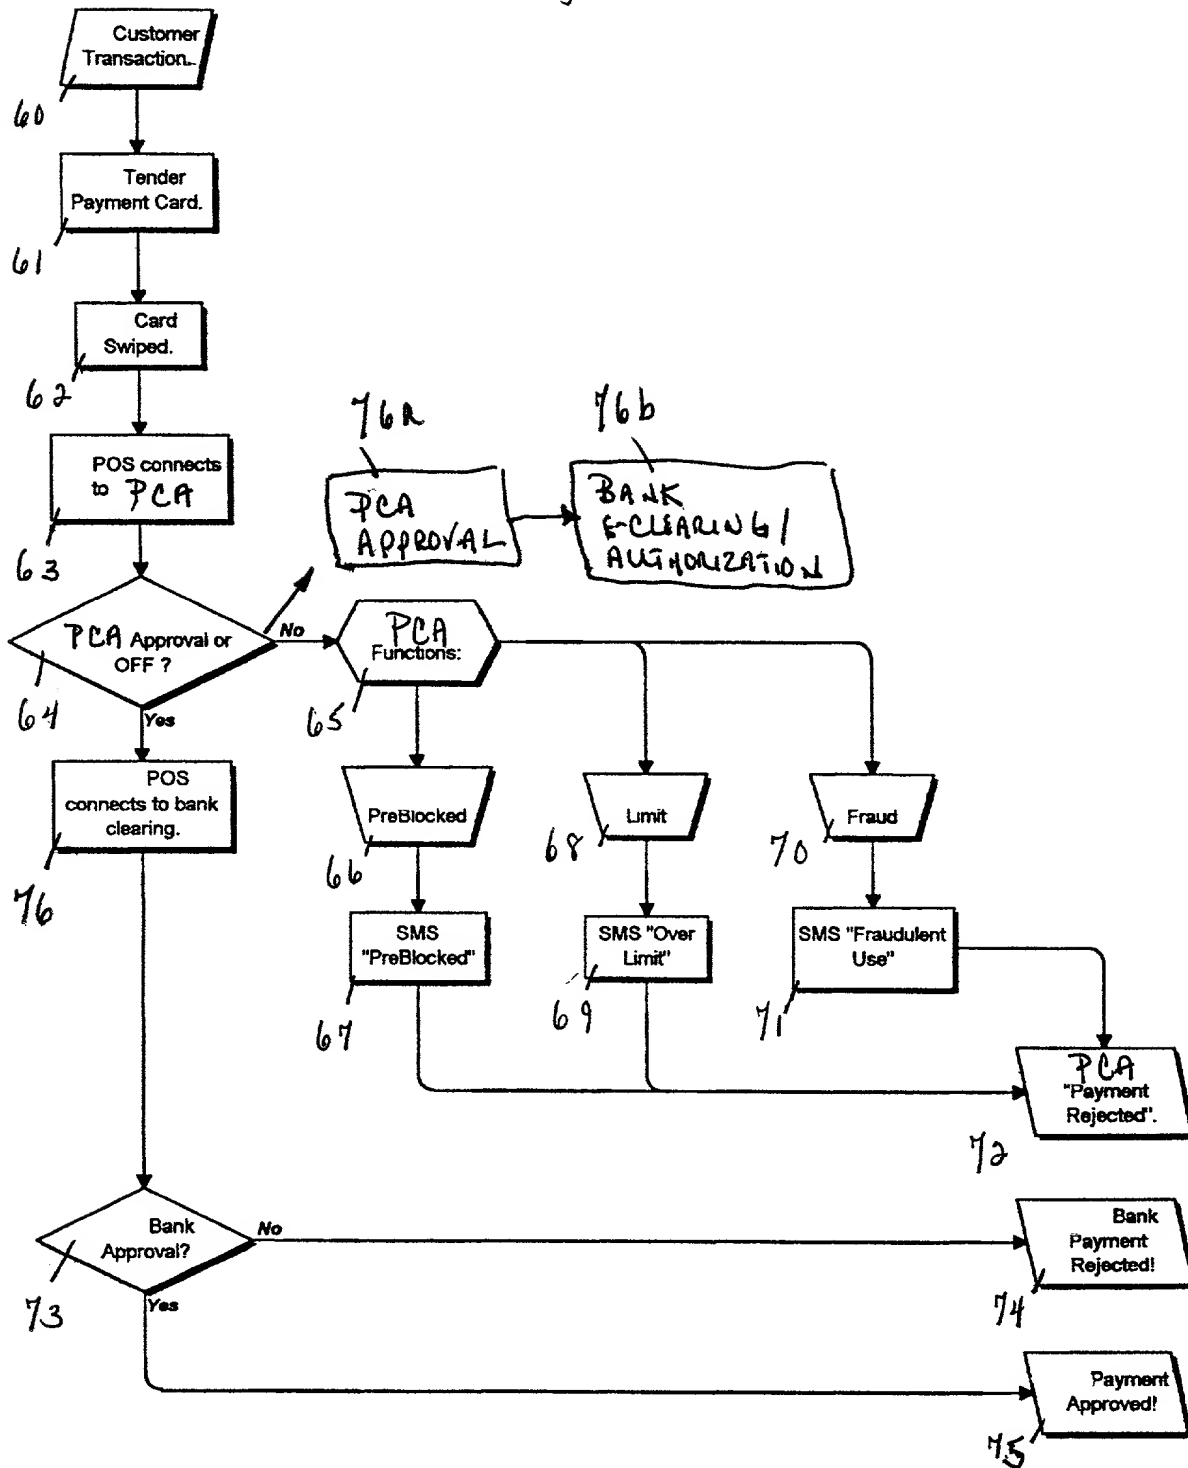 Customer
Transaction..
60
Tender
Payment Card.
61
Card
Swiped.
62
POS connects
to PCA
63
76a
PCA
APPROVAL
76b
BANK
E-CLEARING/
AUTHORIZATION
PCA Approval or
OFF ?
64
No
Yes
PCA
Functions:
65
POS
connects to bank
clearing.
76
PreBlocked
66
Limit
68
Fraud
70
SMS
"PreBlocked"
67
SMS "Over
Limit"
69
SMS "Fraudulent
Use"
71
PCA
"Payment
Rejected".
72
Bank
Approval?
73
No
Yes
Bank
Payment
Rejected!
74
Payment
Approved!
75